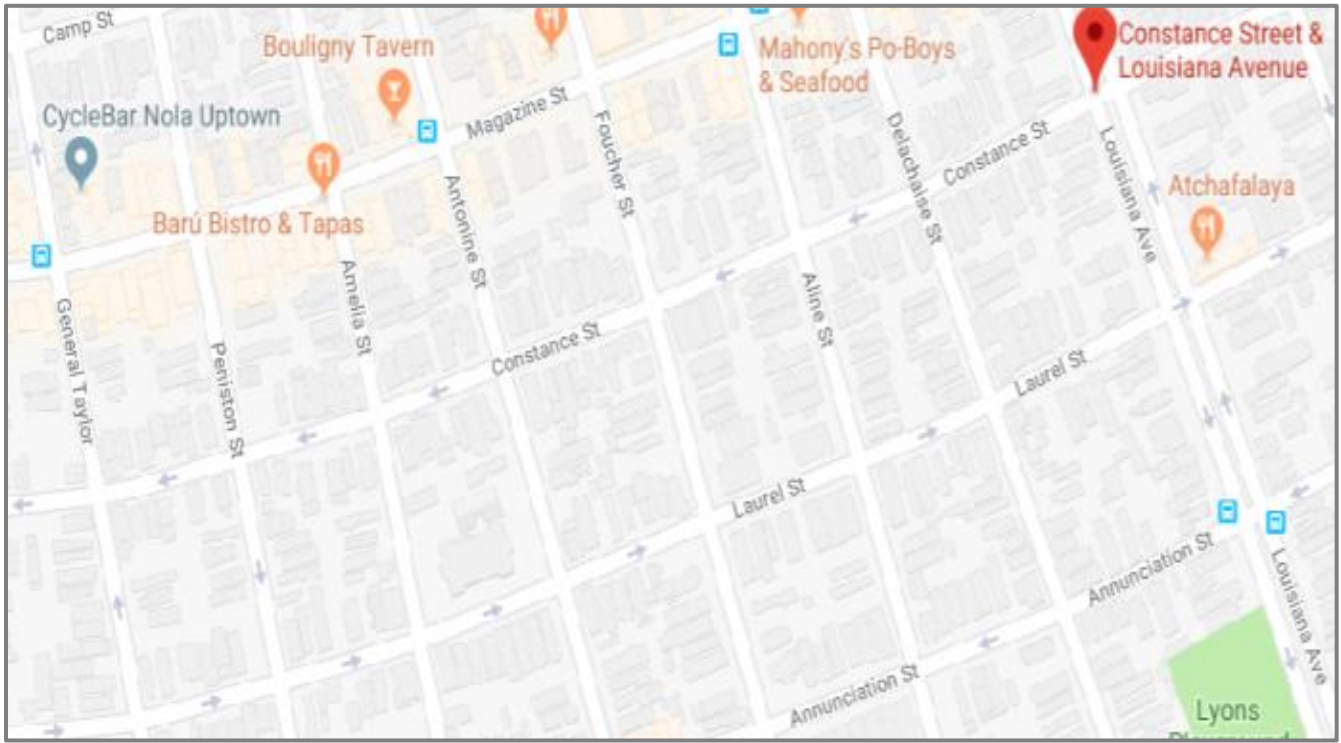 Camp St
Bouligny Tavern
Mahony's Po-Boys
& Seafood
Constance Street &
Louisiana Avenue
CycleBar Nola Uptown
Magazine St
Foucher St
Delachaise St
Constance St
Louisiana Ave
Atchafalaya
Barú Bistro & Tapas
Antonine St
Amelia St
Aline St
General Taylor
Peniston St
Constance St
Laurel St
Laurel St
Annunciation St
Louisiana Ave
Annunciation St
Lyons